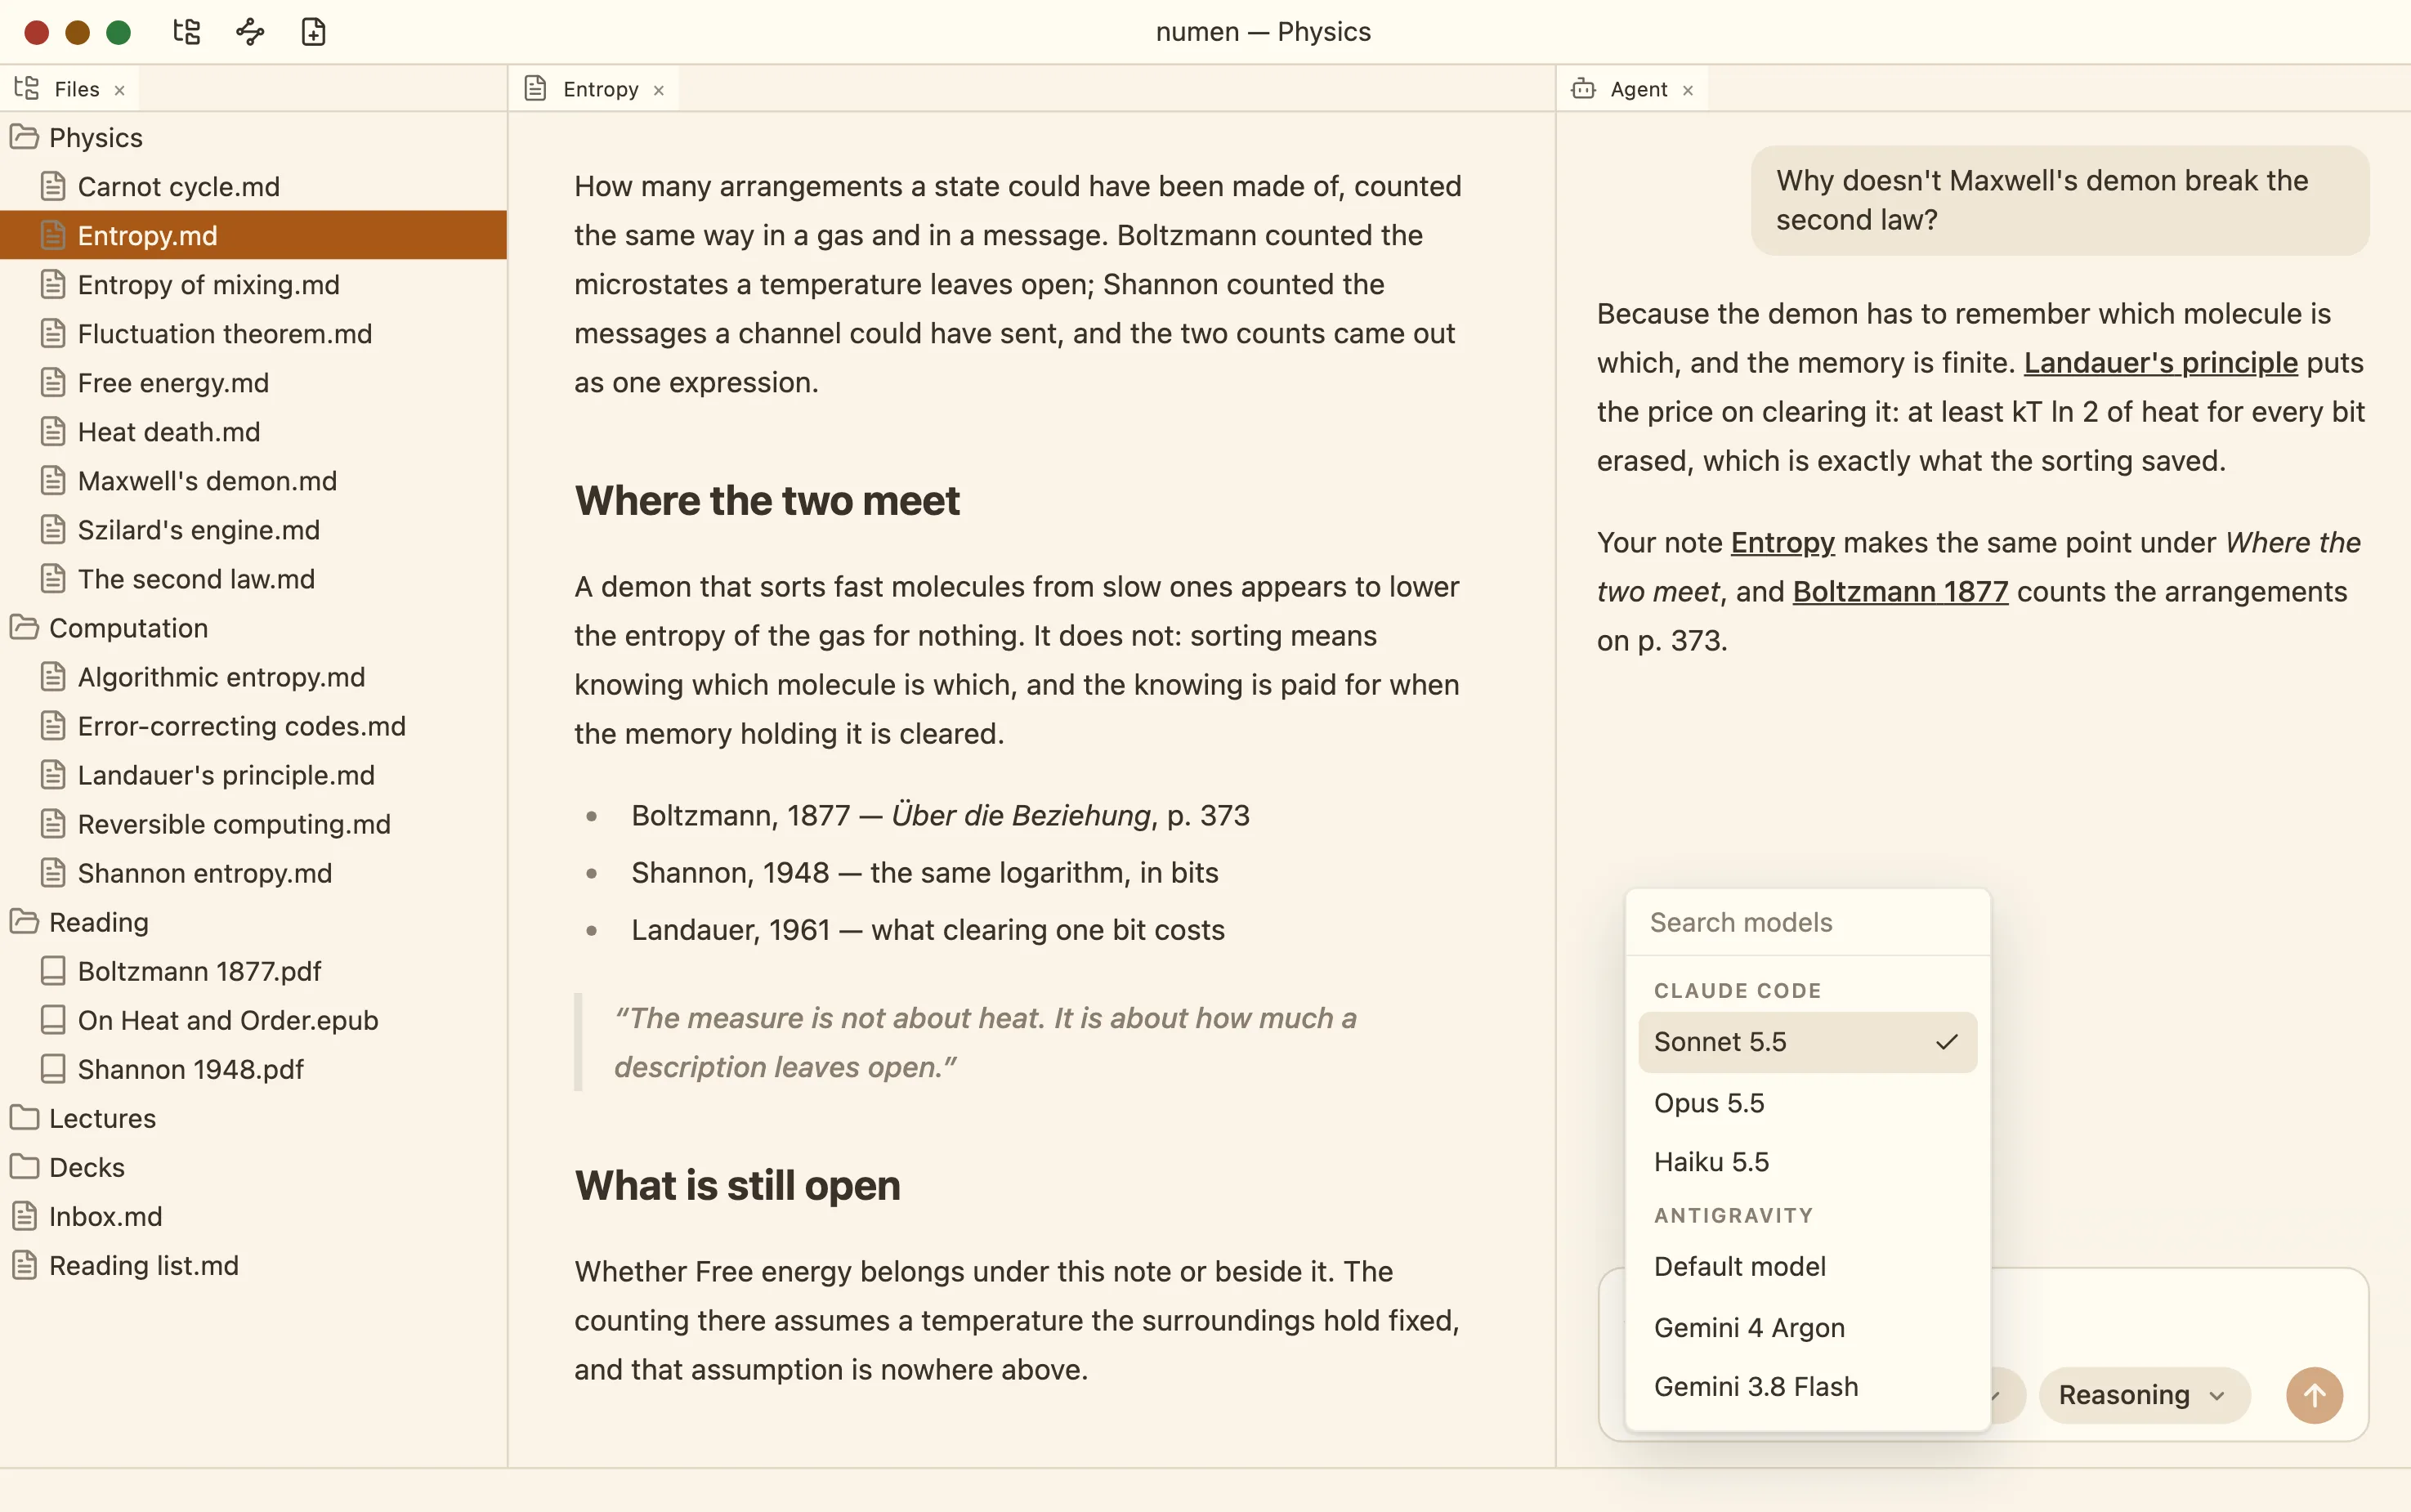 numen — Physics
Files
Physics
Carnot cycle.md
Entropy.md
Entropy of mixing.md
Fluctuation theorem.md
Free energy.md
Heat death.md
Maxwell's demon.md
Szilard's engine.md
The second law.md
Computation
Algorithmic entropy.md
Error-correcting codes.md
Landauer's principle.md
Reversible computing.md
Shannon entropy.md
Reading
Boltzmann 1877.pdf
On Heat and Order.epub
Shannon 1948.pdf
Lectures
Decks
Inbox.md
Reading list.md
Entropy
How many arrangements a state could have been made of, counted
the same way in a gas and in a message. Boltzmann counted the
microstates a temperature leaves open; Shannon counted the
messages a channel could have sent, and the two counts came out
as one expression.
Where the two meet
A demon that sorts fast molecules from slow ones appears to lower
the entropy of the gas for nothing. It does not: sorting means
knowing which molecule is which, and the knowing is paid for when
the memory holding it is cleared.
• Boltzmann, 1877 — Über die Beziehung, p. 373
• Shannon, 1948 — the same logarithm, in bits
• Landauer, 1961 — what clearing one bit costs
“The measure is not about heat. It is about how much a
description leaves open.”
What is still open
Whether Free energy belongs under this note or beside it. The
counting there assumes a temperature the surroundings hold fixed,
and that assumption is nowhere above.
Agent
Why doesn't Maxwell's demon break the
second law?
Because the demon has to remember which molecule is
which, and the memory is finite. Landauer's principle puts
the price on clearing it: at least kT ln 2 of heat for every bit
erased, which is exactly what the sorting saved.
Your note Entropy makes the same point under Where the
two meet, and Boltzmann 1877 counts the arrangements
on p. 373.
Search models
CLAUDE CODE
Sonnet 5.5
Opus 5.5
Haiku 5.5
ANTIGRAVITY
Default model
Gemini 4 Argon
Gemini 3.8 Flash
Reasoning